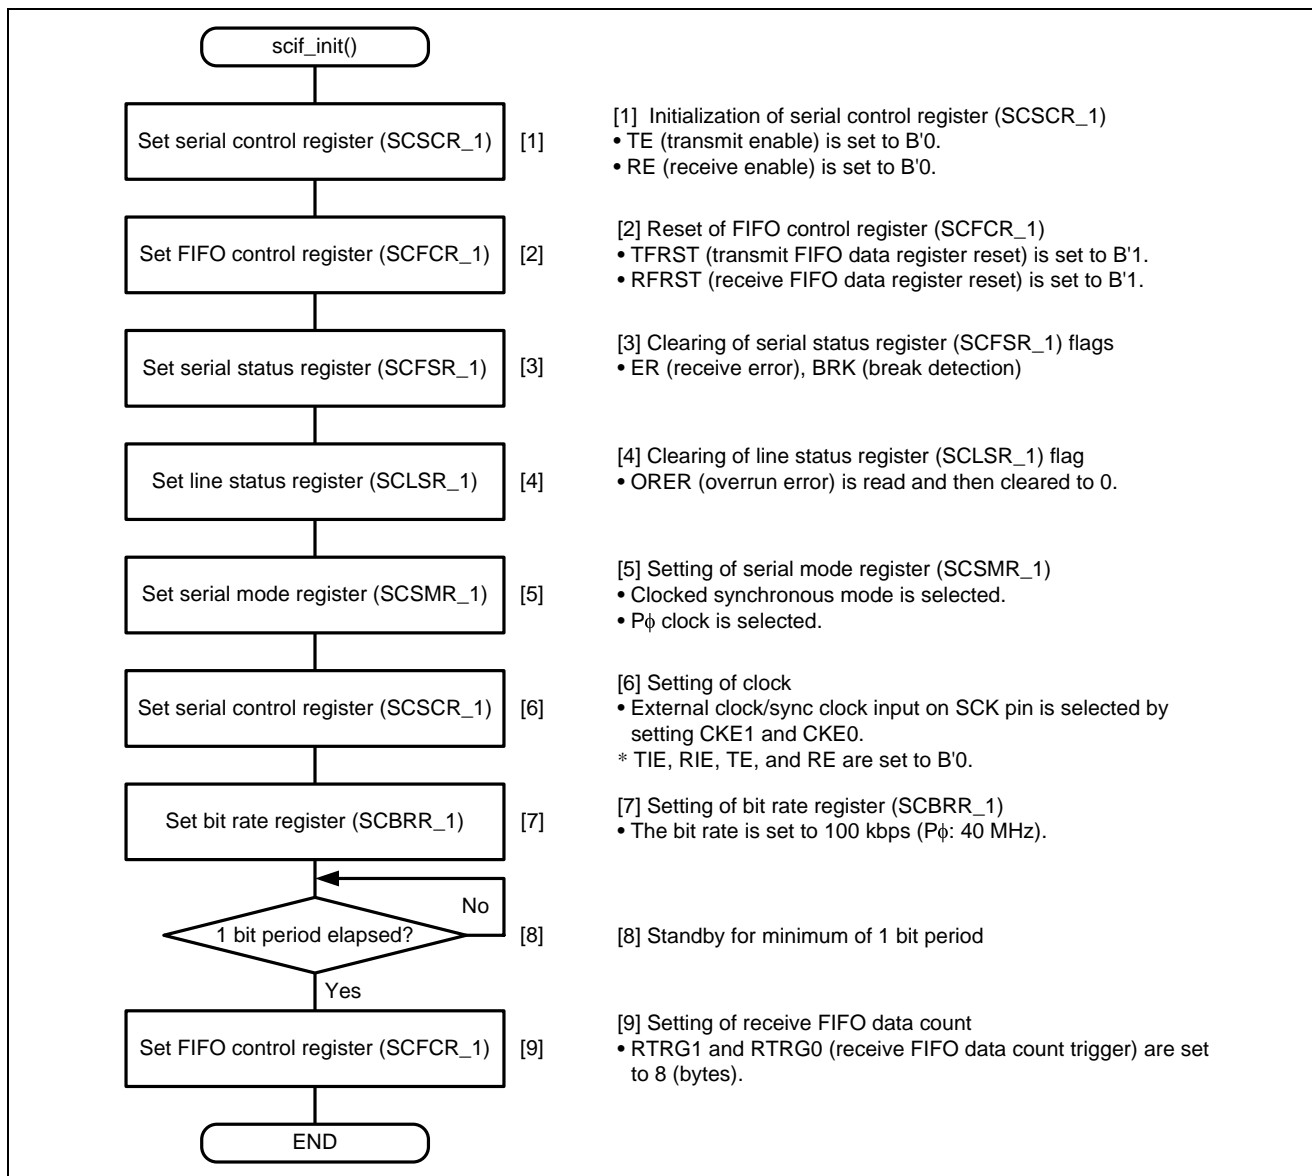 scif_init()
Set serial control register (SCSCR_1)
[1]
[1]  Initialization of serial control register (SCSCR_1)
• TE (transmit enable) is set to B'0.
• RE (receive enable) is set to B'0.
Set FIFO control register (SCFCR_1)
[2]
[2] Reset of FIFO control register (SCFCR_1)
• TFRST (transmit FIFO data register reset) is set to B'1.
• RFRST (receive FIFO data register reset) is set to B'1.
Set serial status register (SCFSR_1)
[3]
[3] Clearing of serial status register (SCFSR_1) flags
• ER (receive error), BRK (break detection)
Set line status register (SCLSR_1)
[4]
[4] Clearing of line status register (SCLSR_1) flag
• ORER (overrun error) is read and then cleared to 0.
Set serial mode register (SCSMR_1)
[5]
[5] Setting of serial mode register (SCSMR_1)
• Clocked synchronous mode is selected.
• Pϕ clock is selected.
Set serial control register (SCSCR_1)
[6]
[6] Setting of clock
• External clock/sync clock input on SCK pin is selected by
setting CKE1 and CKE0.
* TIE, RIE, TE, and RE are set to B'0.
Set bit rate register (SCBRR_1)
[7]
[7] Setting of bit rate register (SCBRR_1)
• The bit rate is set to 100 kbps (Pϕ: 40 MHz).
No
1 bit period elapsed?
[8]
[8] Standby for minimum of 1 bit period
Yes
Set FIFO control register (SCFCR_1)
[9]
[9] Setting of receive FIFO data count
• RTRG1 and RTRG0 (receive FIFO data count trigger) are set
to 8 (bytes).
END